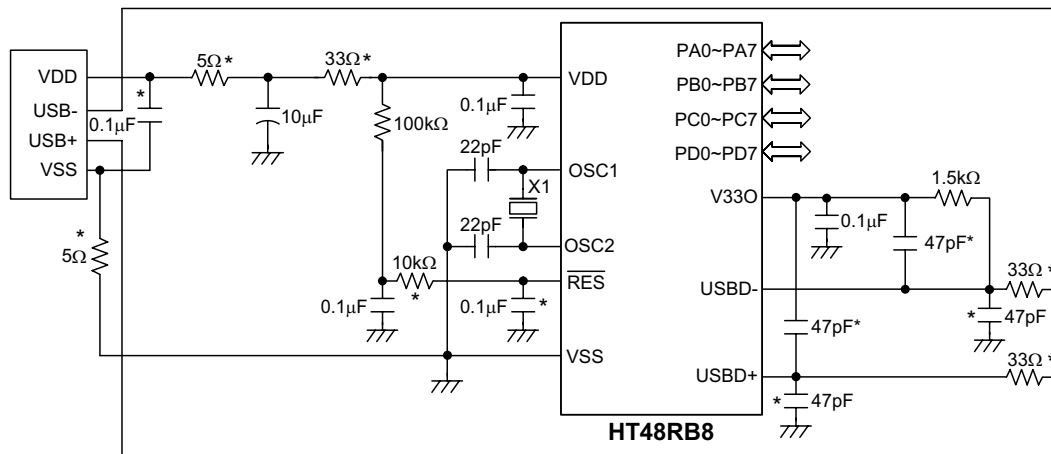 VDD
USB-
USB+
VSS
*
0.1µF
5Ω*
10µF
33Ω*
100kΩ
0.1µF
*
5Ω
22pF
22pF
X1
10kΩ
*
0.1µF
0.1µF
*
VDD
OSC1
OSC2
RES
VSS
PA0~PA7
PB0~PB7
PC0~PC7
PD0~PD7
V33O
USBD-
USBD+
HT48RB8
0.1µF
1.5kΩ
47pF*
33Ω*
*
47pF
47pF*
33Ω*
*
47pF